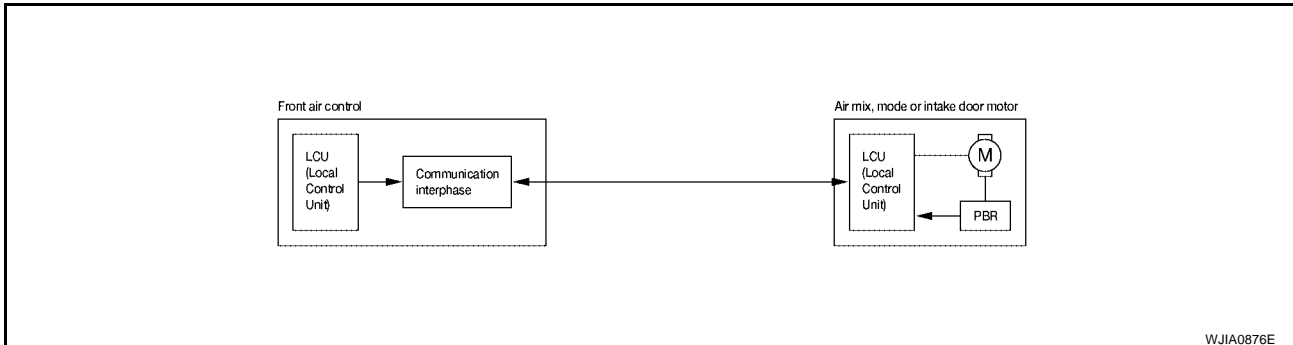 Front air control
LCU
(Local
Control
Unit)
Communication
interphase
Air mix, mode or intake door motor
LCU
(Local
Control
Unit)
M
PBR
WJIA0876E